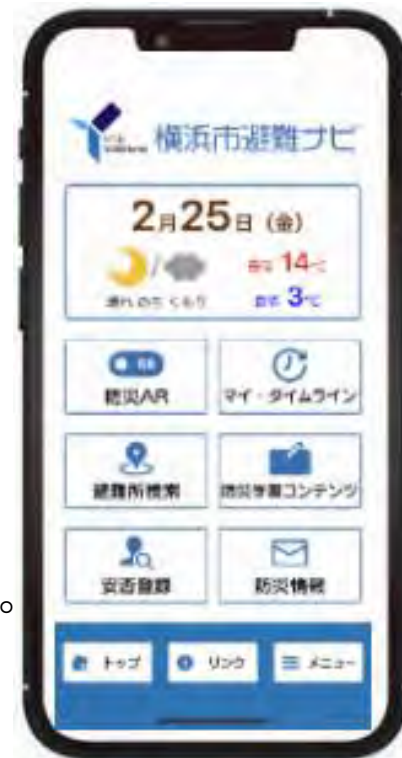 横浜市避難ナビ
2月25日（金）
晴れ のち くもり
最高 14℃
最低 3℃
防災AR
マイ・タイムライン
避難所検索
防災学習コンテンツ
安否登録
防災情報
トップ
リンク
メニュー
。